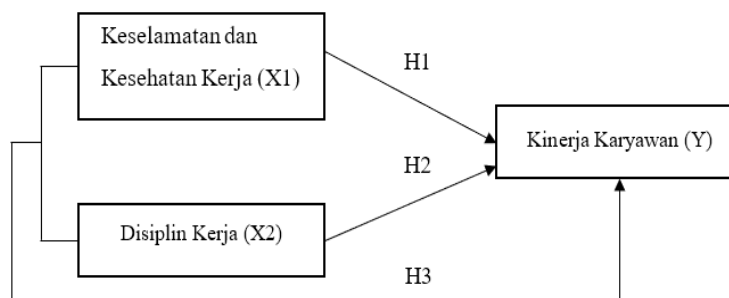 Keselamatan dan
Kesehatan Kerja (X1)
H1
Kinerja Karyawan (Y)
H2
Disiplin Kerja (X2)
H3